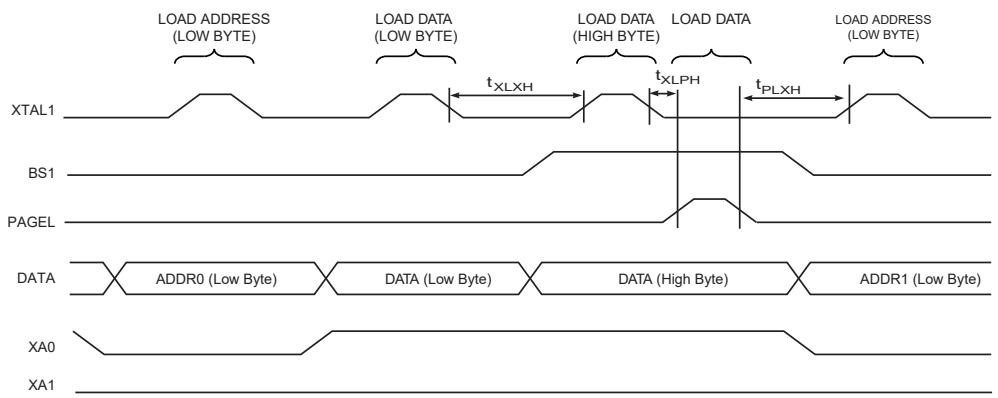 LOAD ADDRESS
(LOW BYTE)
LOAD DATA
(LOW BYTE)
LOAD DATA
(HIGH BYTE)
LOAD DATA
LOAD ADDRESS
(LOW BYTE)
tXLXH
tXLPH
tPLXH
XTAL1
BS1
PAGEL
DATA
ADDR0 (Low Byte)
DATA (Low Byte)
DATA (High Byte)
ADDR1 (Low Byte)
XA0
XA1